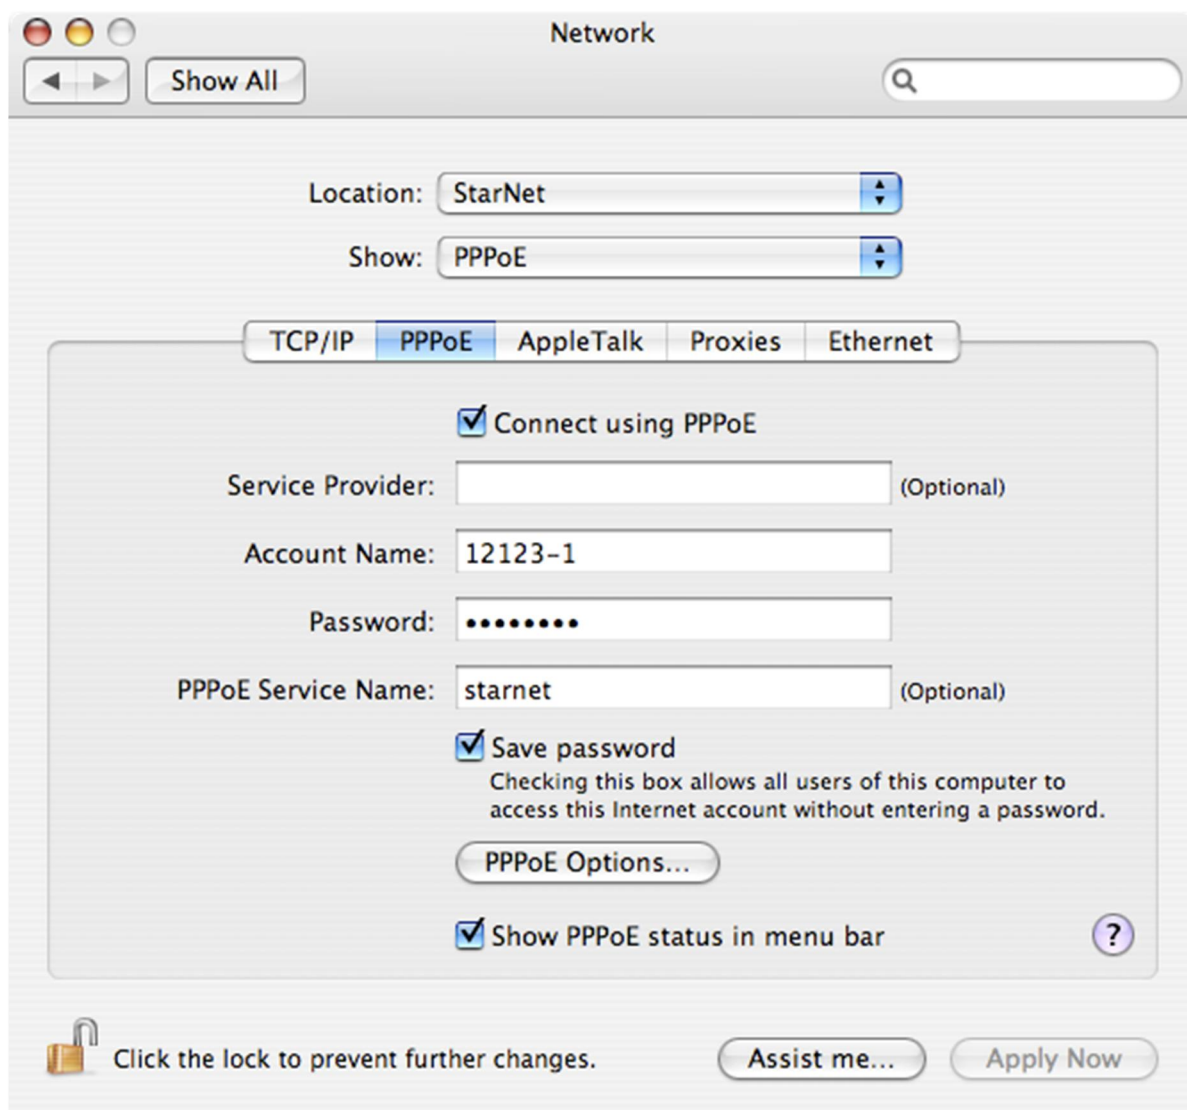 Network
Show All
Location: StarNet
Show: PPPoE
TCP/IP PPPoE AppleTalk Proxies Ethernet
Connect using PPPoE
Service Provider: (Optional)
Account Name: 12123-1
Password: ••••••••
PPPoE Service Name: starnet (Optional)
Save password
Checking this box allows all users of this computer to
access this Internet account without entering a password.
PPPoE Options...
Show PPPoE status in menu bar ?
Click the lock to prevent further changes. Assist me... Apply Now